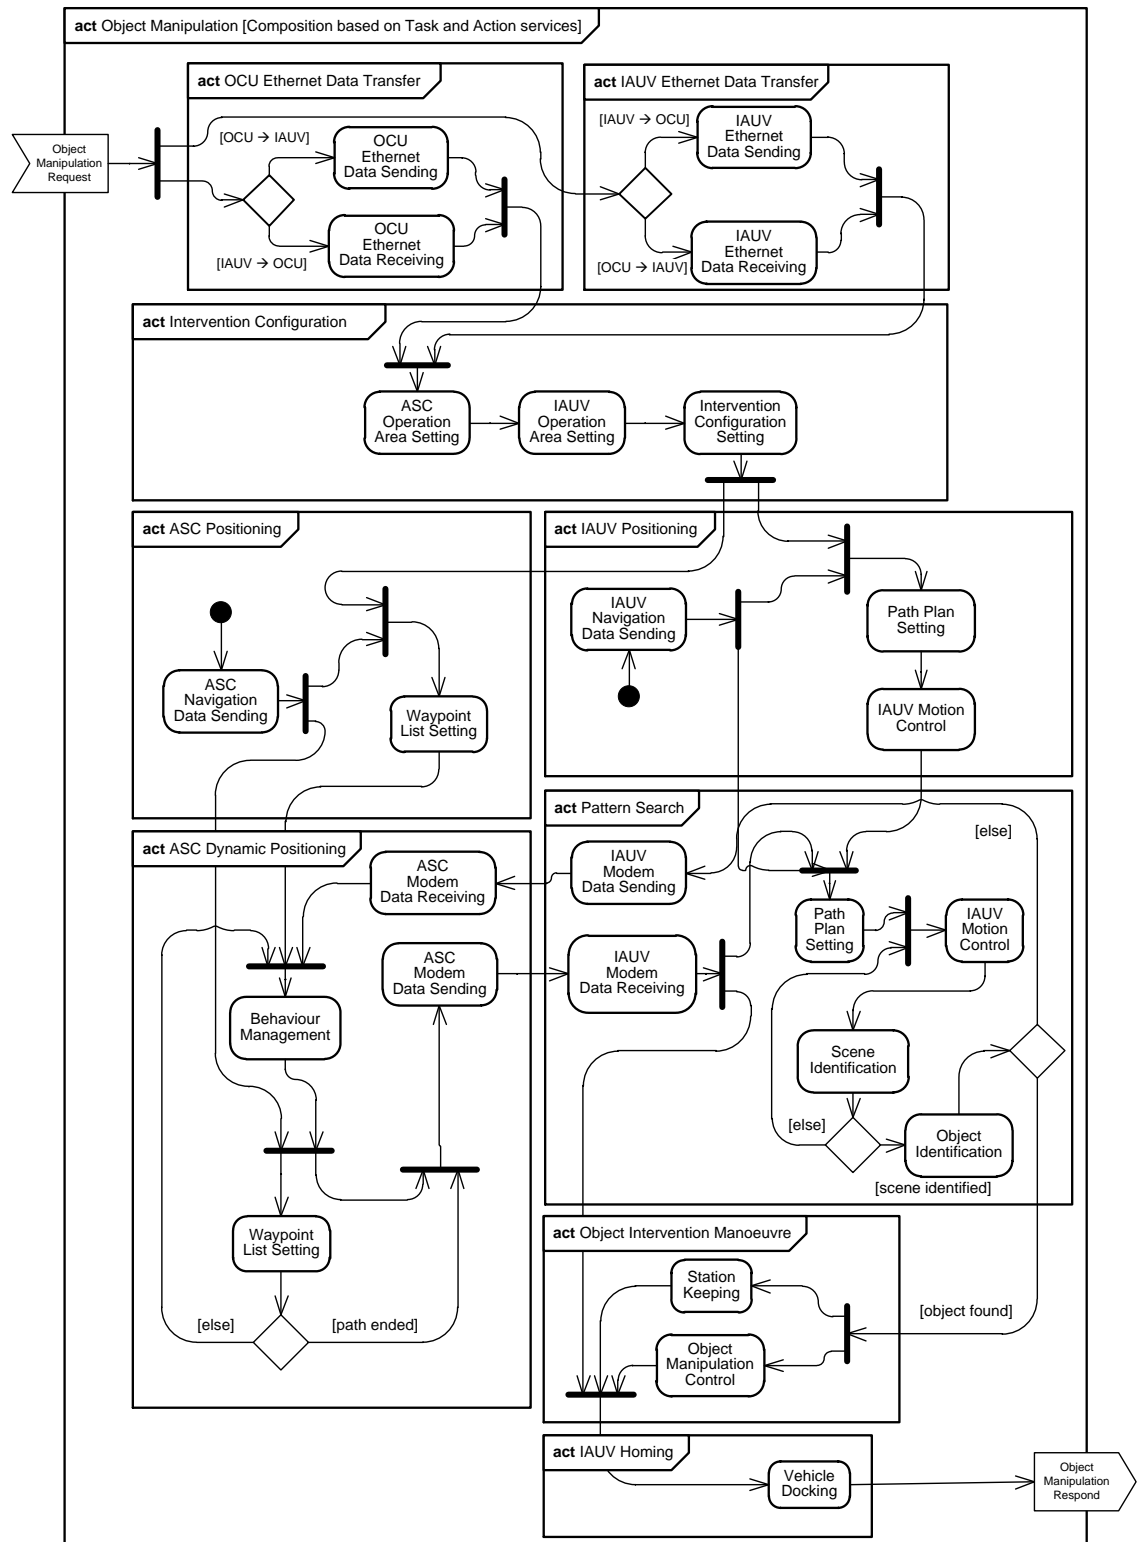 act Object Manipulation [Composition based on Task and Action services]
act OCU Ethernet Data Transfer
act IAUV Ethernet Data Transfer
Object
Manipulation
Request
[OCU → IAUV]
OCU
Ethernet
Data Sending
OCU
Ethernet
Data Receiving
[IAUV → OCU]
[IAUV → OCU]
IAUV
Ethernet
Data Sending
IAUV
Ethernet
Data Receiving
[OCU → IAUV]
act Intervention Configuration
ASC
Operation
Area Setting
IAUV
Operation
Area Setting
Intervention
Configuration
Setting
act ASC Positioning
ASC
Navigation
Data Sending
Waypoint
List Setting
act IAUV Positioning
IAUV
Navigation
Data Sending
Path Plan
Setting
IAUV Motion
Control
act ASC Dynamic Positioning
ASC
Modem
Data Receiving
ASC
Modem
Data Sending
Behaviour
Management
Waypoint
List Setting
[else]
[path ended]
act Pattern Search
[else]
IAUV
Modem
Data Sending
IAUV
Modem
Data Receiving
Path
Plan
Setting
IAUV
Motion
Control
Scene
Identification
[else]
Object
Identification
[scene identified]
act Object Intervention Manoeuvre
Station
Keeping
Object
Manipulation
Control
[object found]
act IAUV Homing
Vehicle
Docking
Object
Manipulation
Respond